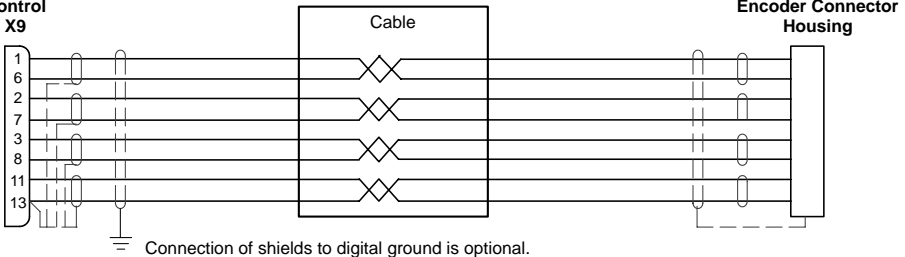 ontrol
X9
Cable
Encoder Connector
Housing
1
6
2
7
3
8
11
13
Connection of shields to digital ground is optional.